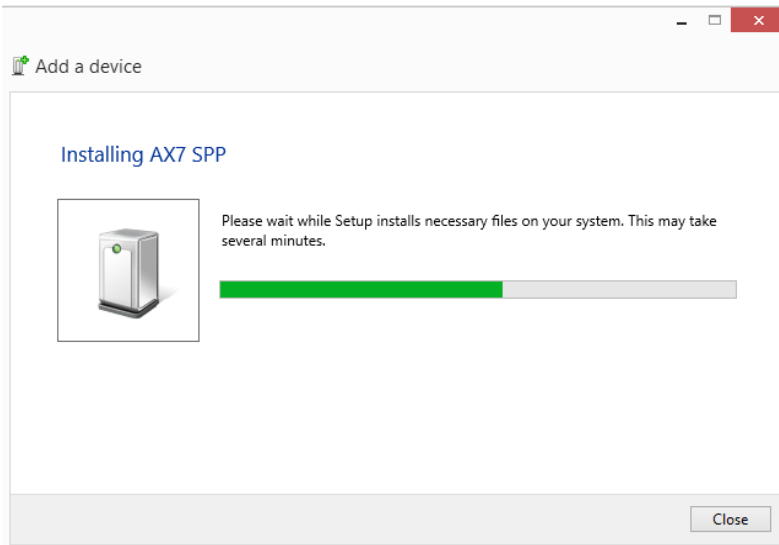 Add a device
Installing AX7 SPP
Please wait while Setup installs necessary files on your system. This may take
several minutes.
Close